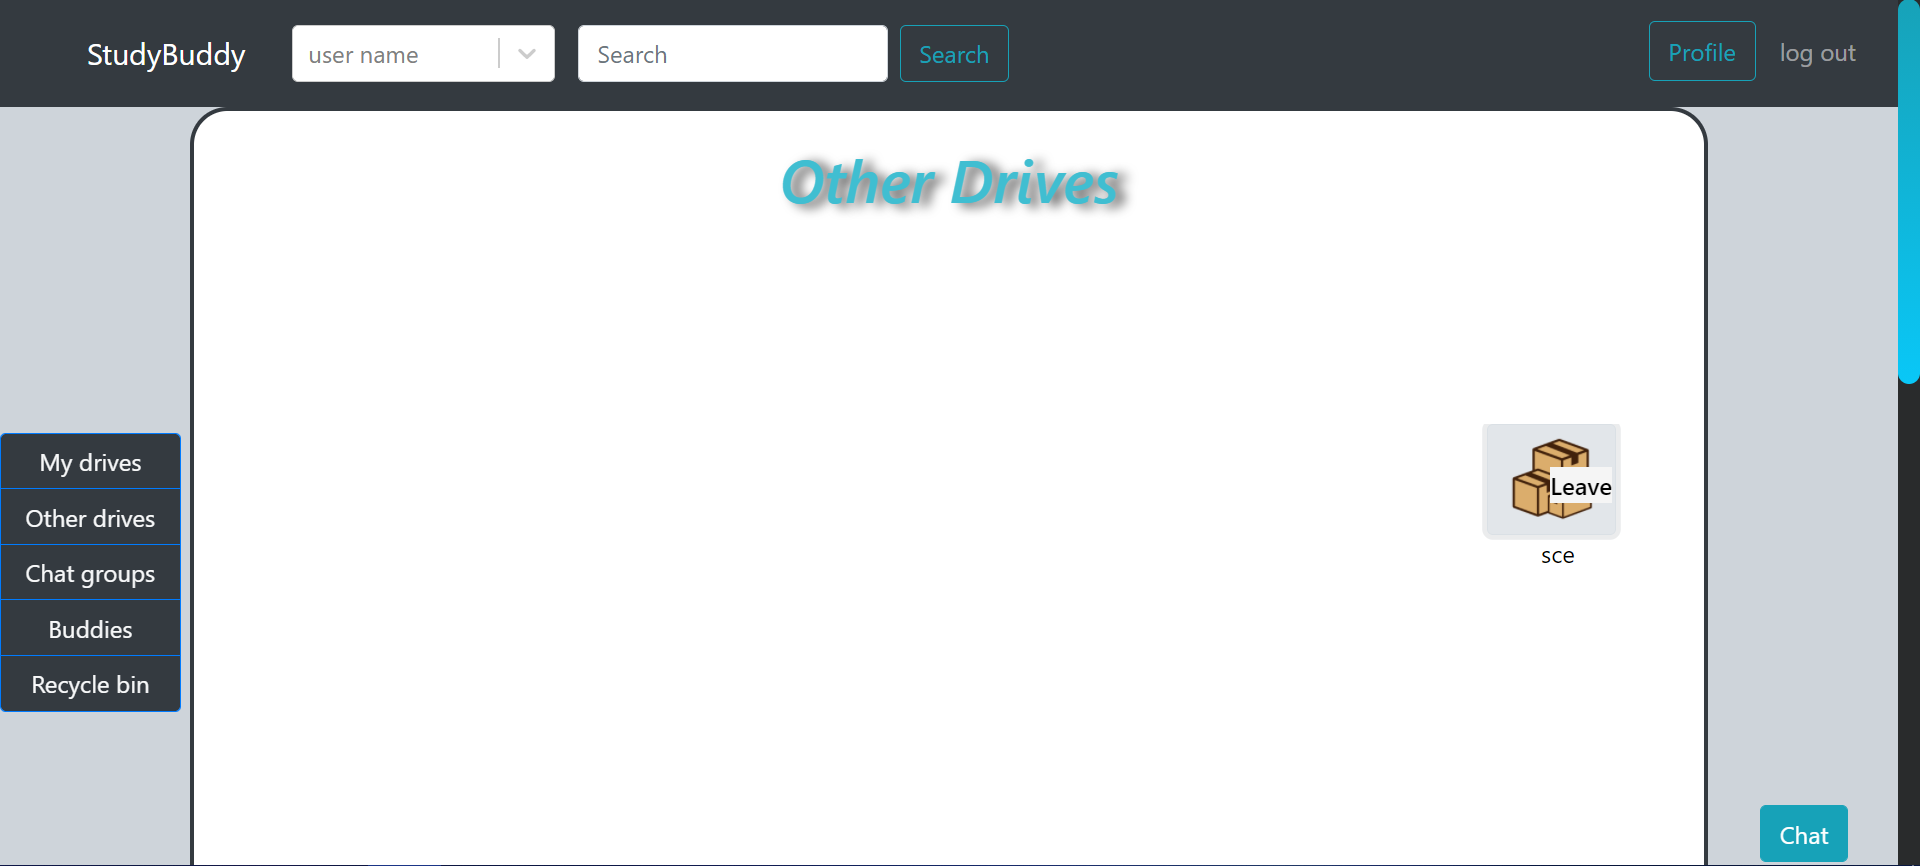 StudyBuddy
user name
Search
Search
Profile
log out
Other Drives
My drives
Other drives
Chat groups
Buddies
Recycle bin
Leave
sce
Chat